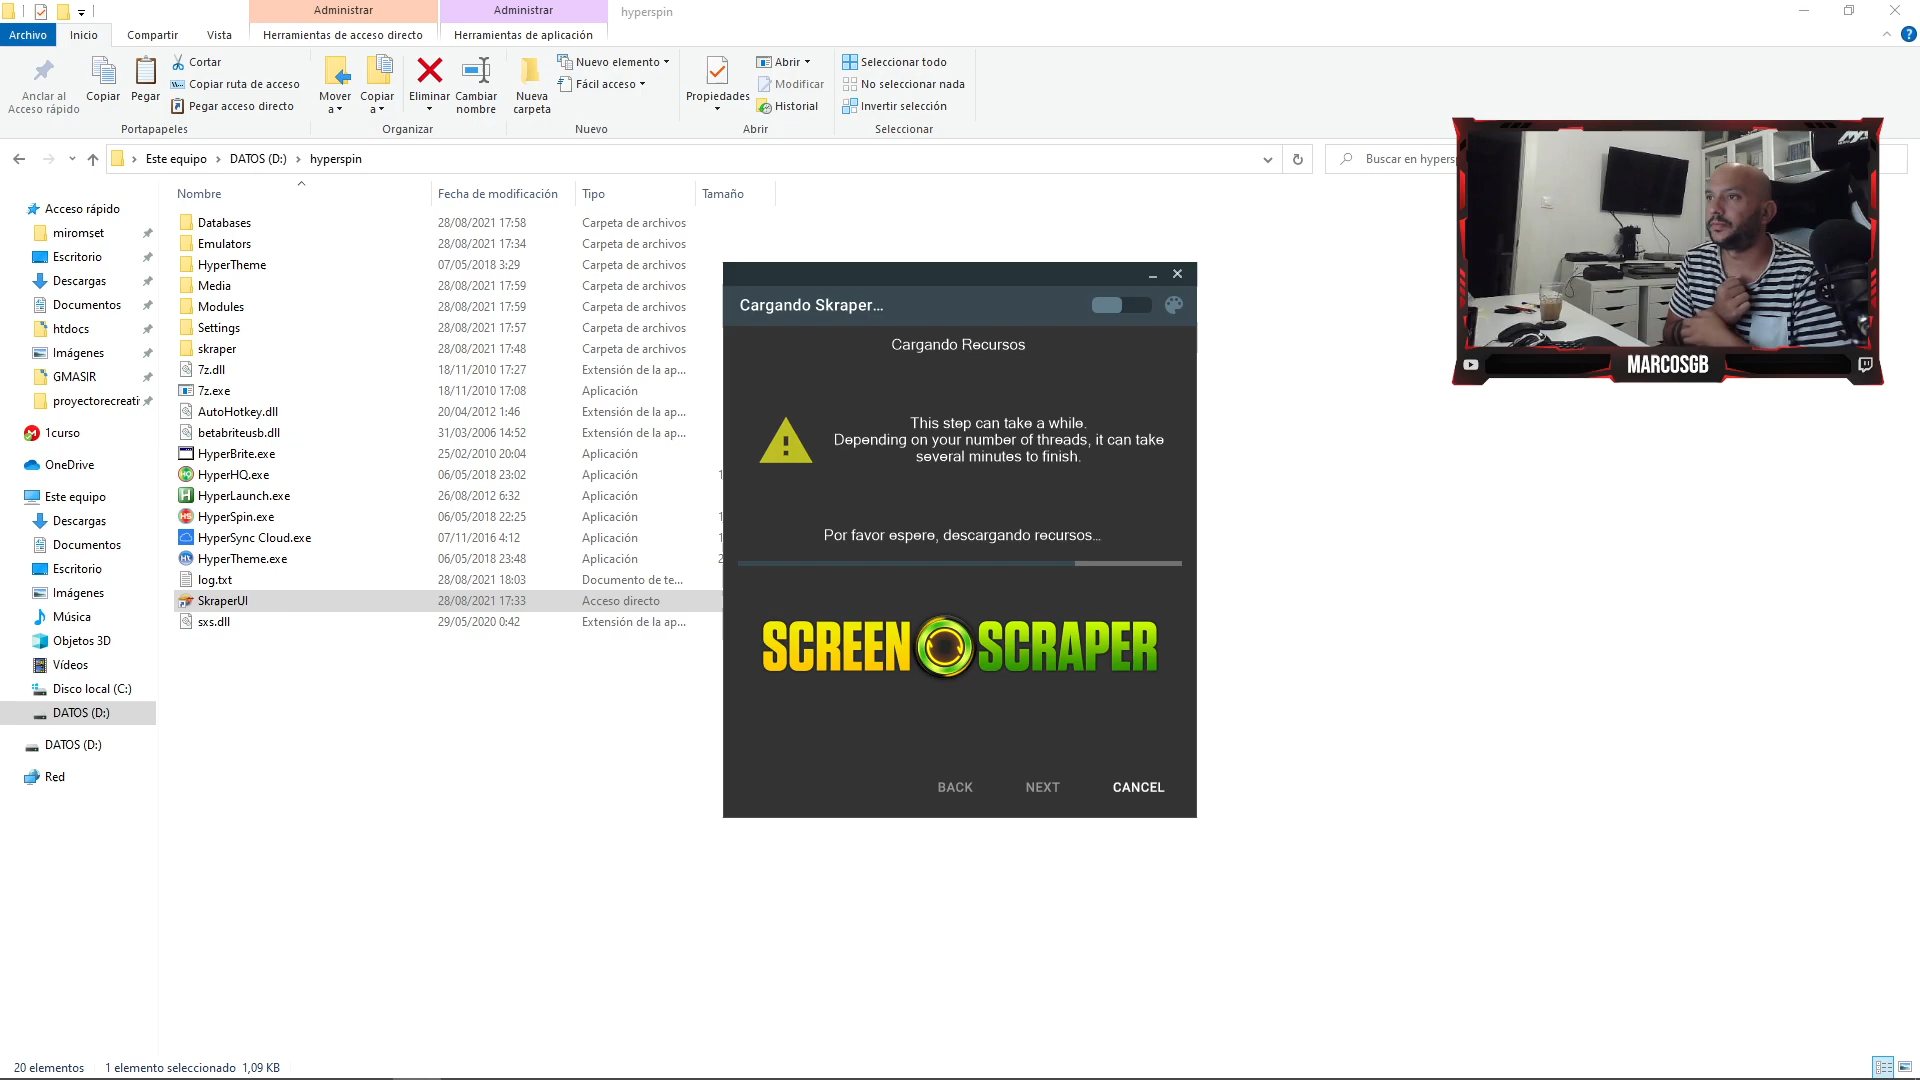 Administrar
Administrar
hyperspin
Archivo
Inicio
Compartir
Vista
Herramientas de acceso directo
Herramientas de aplicación
Anclar al
Acceso rápido
Copiar
Pegar
Cortar
Copiar ruta de acceso
Pegar acceso directo
Portapapeles
Mover
a
Copiar
a
Eliminar
Cambiar
nombre
Organizar
Nueva
carpeta
Nuevo elemento
Fácil acceso
Nuevo
Propiedades
Abrir
Modificar
Historial
Abrir
Seleccionar todo
No seleccionar nada
Invertir selección
Seleccionar
Este equipo
DATOS (D:)
hyperspin
Buscar en hypers
Nombre
Fecha de modificación
Tipo
Tamaño
Acceso rápido
miromset
Escritorio
Descargas
Documentos
htdocs
Imágenes
GMASIR
proyectorecreati
1curso
OneDrive
Este equipo
Descargas
Documentos
Escritorio
Imágenes
Música
Objetos 3D
Vídeos
Disco local (C:)
DATOS (D:)
DATOS (D:)
Red
Databases 28/08/2021 17:58 Carpeta de archivos
Emulators 28/08/2021 17:34 Carpeta de archivos
HyperTheme 07/05/2018 3:29 Carpeta de archivos
Media 28/08/2021 17:59 Carpeta de archivos
Modules 28/08/2021 17:59 Carpeta de archivos
Settings 28/08/2021 17:57 Carpeta de archivos
skraper 28/08/2021 17:48 Carpeta de archivos
7z.dll 18/11/2010 17:27 Extensión de la ap...
7z.exe 18/11/2010 17:08 Aplicación
AutoHotkey.dll 20/04/2012 1:46 Extensión de la ap...
betabriteusb.dll 31/03/2006 14:52 Extensión de la ap...
HyperBrite.exe 25/02/2010 20:04 Aplicación
HyperHQ.exe 06/05/2018 23:02 Aplicación 1
HyperLaunch.exe 26/08/2012 6:32 Aplicación
HyperSpin.exe 06/05/2018 22:25 Aplicación 1
HyperSync Cloud.exe 07/11/2016 4:12 Aplicación 1
HyperTheme.exe 06/05/2018 23:48 Aplicación 2
log.txt 28/08/2021 18:03 Documento de te...
SkraperUI 28/08/2021 17:33 Acceso directo
sxs.dll 29/05/2020 0:42 Extensión de la ap...
Cargando Skraper...
Cargando Recursos
This step can take a while.
Depending on your number of threads, it can take
several minutes to finish.
Por favor espere, descargando recursos...
SCREEN SCRAPER
BACK
NEXT
CANCEL
MARCOSGB
20 elementos
1 elemento seleccionado 1,09 KB